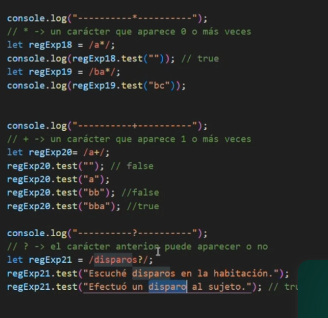 console.log("----------*----------");
// * -> un carácter que aparece 0 o más veces
let regExp18 = /a*/;
console.log(regExp18.test("")); // true
let regExp19 = /ba*/;
console.log(regExp19.test("bc"));
console.log("----------+----------");
// + -> un carácter que aparece 1 o más veces
let regExp20= /a+/;
regExp20.test(""); // false
regExp20.test("a");
regExp20.test("bb"); //false
regExp20.test("bba"); //true
console.log("----------?----------");
// ? -> el carácter anterior puede aparecer o no
let regExp21 = /disparos?/;
regExp21.test("Escuché disparos en la habitación.");
regExp21.test("Efectuó un disparo al sujeto."); // tru